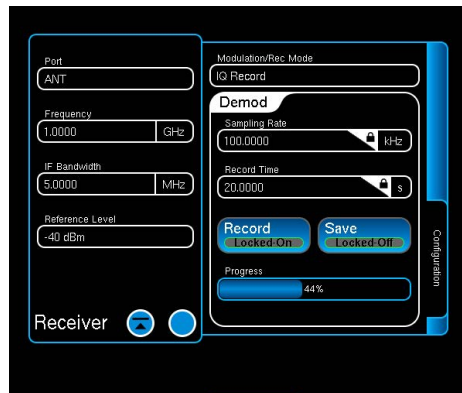 Port
ANT
Frequency
1.0000 GHz
IF Bandwidth
5.0000 MHz
Reference Level
-40 dBm
Receiver
Modulation/Rec Mode
IQ Record
Demod
Sampling Rate
100.0000 kHz
Record Time
20.0000 s
Record Save
Locked-On Locked-Off
Progress
44%
Configuration